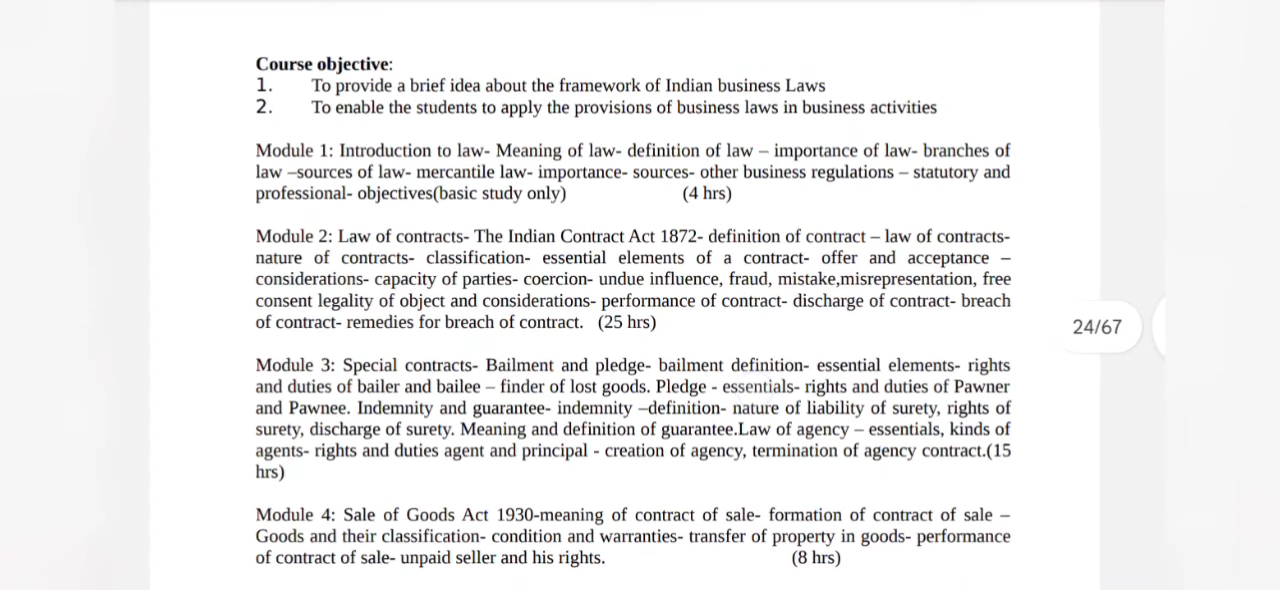 Course objective:
1. To provide a brief idea about the framework of Indian business Laws
2. To enable the students to apply the provisions of business laws in business activities
Module 1: Introduction to law- Meaning of law- definition of law – importance of law- branches of
law –sources of law- mercantile law- importance- sources- other business regulations – statutory and
professional- objectives(basic study only) (4 hrs)
Module 2: Law of contracts- The Indian Contract Act 1872- definition of contract – law of contracts-
nature of contracts- classification- essential elements of a contract- offer and acceptance –
considerations- capacity of parties- coercion- undue influence, fraud, mistake,misrepresentation, free
consent legality of object and considerations- performance of contract- discharge of contract- breach
of contract- remedies for breach of contract. (25 hrs)
24/67
Module 3: Special contracts- Bailment and pledge- bailment definition- essential elements- rights
and duties of bailer and bailee – finder of lost goods. Pledge - essentials- rights and duties of Pawner
and Pawnee. Indemnity and guarantee- indemnity –definition- nature of liability of surety, rights of
surety, discharge of surety. Meaning and definition of guarantee.Law of agency – essentials, kinds of
agents- rights and duties agent and principal - creation of agency, termination of agency contract.(15
hrs)
Module 4: Sale of Goods Act 1930-meaning of contract of sale- formation of contract of sale –
Goods and their classification- condition and warranties- transfer of property in goods- performance
of contract of sale- unpaid seller and his rights. (8 hrs)